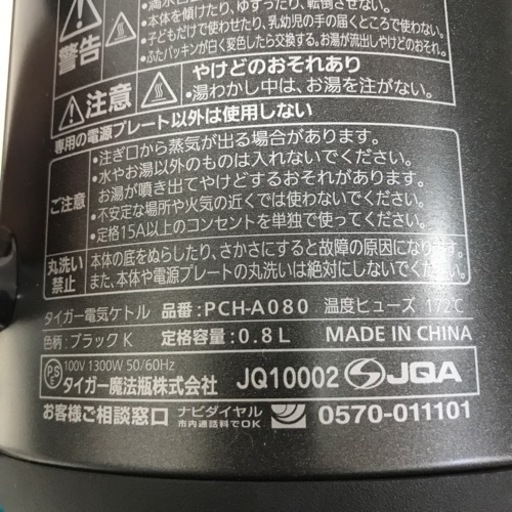 警告
・本体を傾けたり、ゆすったり、転倒させない。
・子どもだけで使わせたり、乳幼児の手の届くところで使わない。
・ふたパッキンが白く変色したら交換する。お湯が流出しやけどのおそれ。
注意
やけどのおそれあり
・湯わかし中は、お湯を注がない。
専用の電源プレート以外は使用しない
ご注意
・注ぎ口から蒸気が出る場合があります。
・水やお湯以外のものは入れないでください。
お湯が噴き出てやけどするおそれがあります。
・不安定な場所や火気の近くでは使わないでください。
・定格15A以上のコンセントを単独で使ってください。
丸洗い
禁止
本体の底をぬらしたり、さかさにすると故障の原因になります。
また、本体や電源プレートの丸洗いは絶対にしないでください。
タイガー電気ケトル 品番:PCH-A080 温度ヒューズ 172℃
色柄:ブラック K 定格容量:0.8L MADE IN CHINA
PSE 100V 1300W 50/60Hz
タイガー魔法瓶株式会社 JQ10002 JQA
お客様ご相談窓口 ナビダイヤル
市内通話料でOK 0570-011101